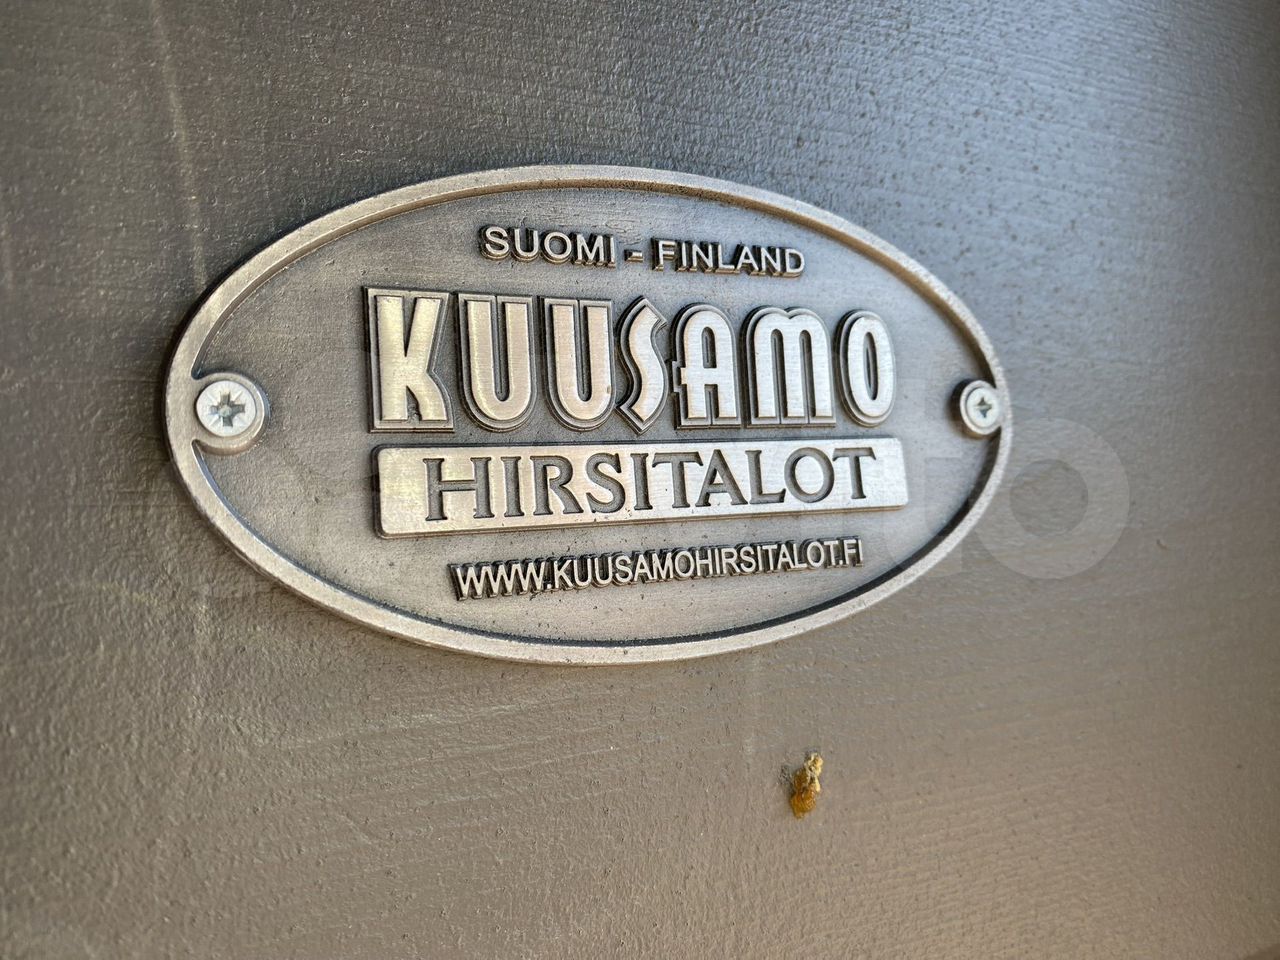 SUOMI - FINLAND
KUUSAMO
HIRSITALOT
WWW.KUUSAMOHIRSITALOT.FI